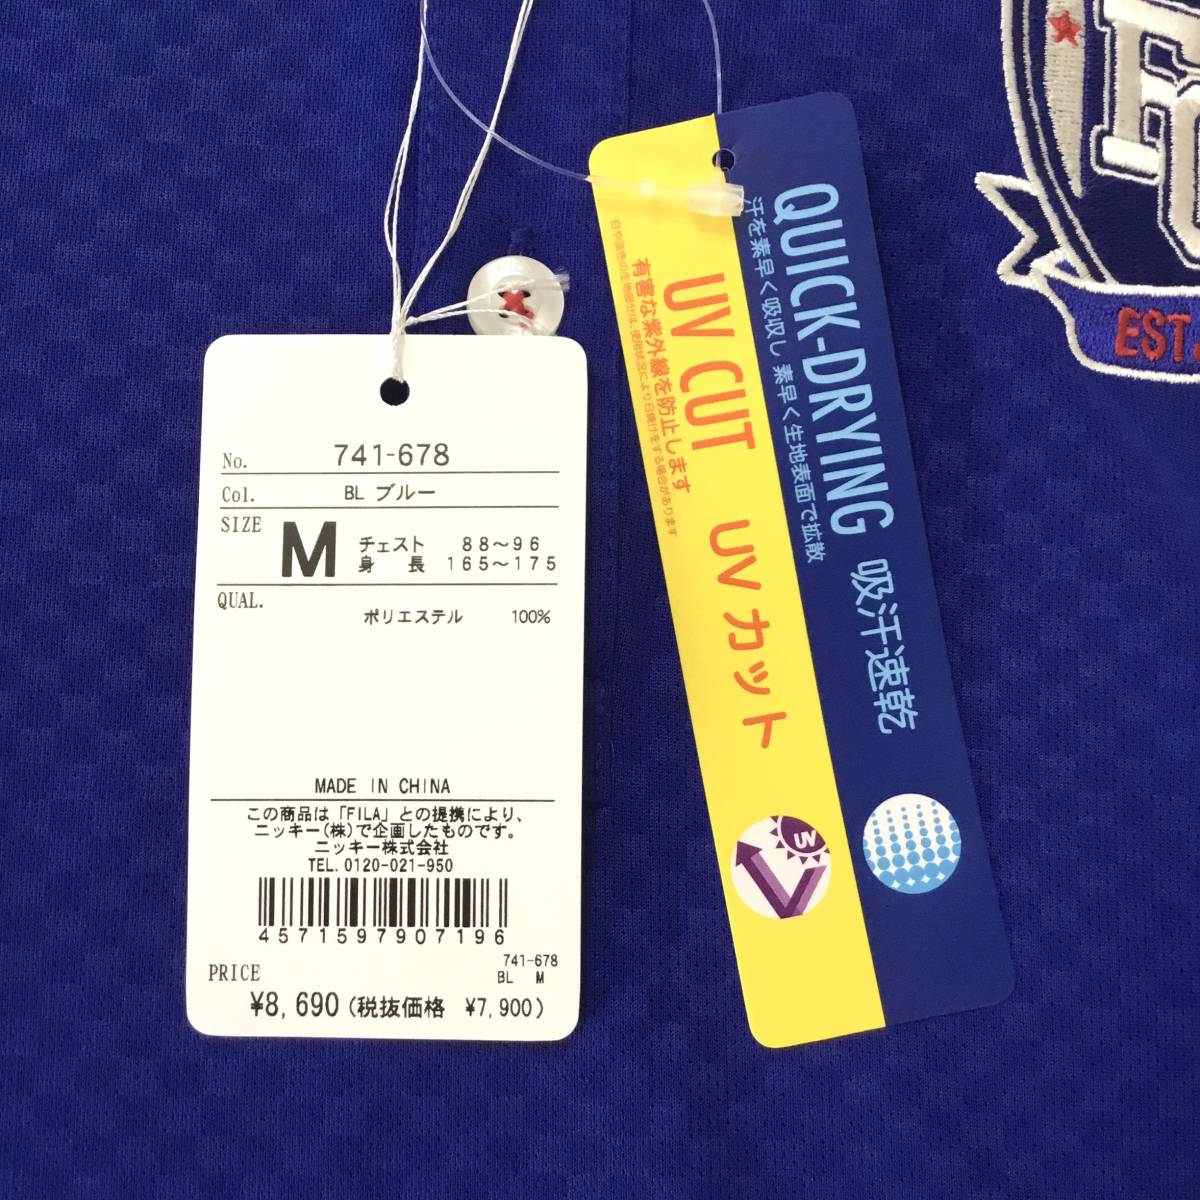 No. 741-678
Col. BL ブルー
SIZE M チェスト 88～96
身長 165～175
QUAL.
ポリエステル 100%
MADE IN CHINA
この商品は「FILA」との提携により、
ニッキー(株)で企画したものです。
ニッキー株式会社
TEL. 0120-021-950
4571597907196
741-678
BL M
PRICE
¥8,690 (税抜価格 ¥7,900)
QUICK-DRYING 吸汗速乾
汗を素早く吸収し 素早く生地表面で拡散
UV CUT UVカット
有害な紫外線を防止します
UV
EST.